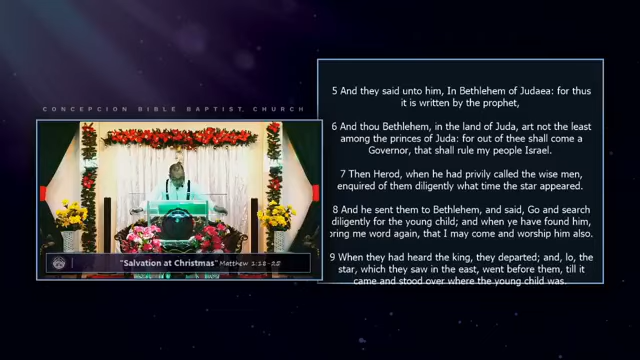 CONCEPCION BIBLE BAPTIST CHURCH
"Salvation at Christmas" Matthew 1:18-25
5 And they said unto him, In Bethlehem of Judaea: for thus
it is written by the prophet,
6 And thou Bethlehem, in the land of Juda, art not the least
among the princes of Juda: for out of thee shall come a
Governor, that shall rule my people Israel.
7 Then Herod, when he had privily called the wise men,
enquired of them diligently what time the star appeared.
8 And he sent them to Bethlehem, and said, Go and search
diligently for the young child; and when ye have found him,
bring me word again, that I may come and worship him also.
9 When they had heard the king, they departed; and, lo, the
star, which they saw in the east, went before them, till it
came and stood over where the young child was.